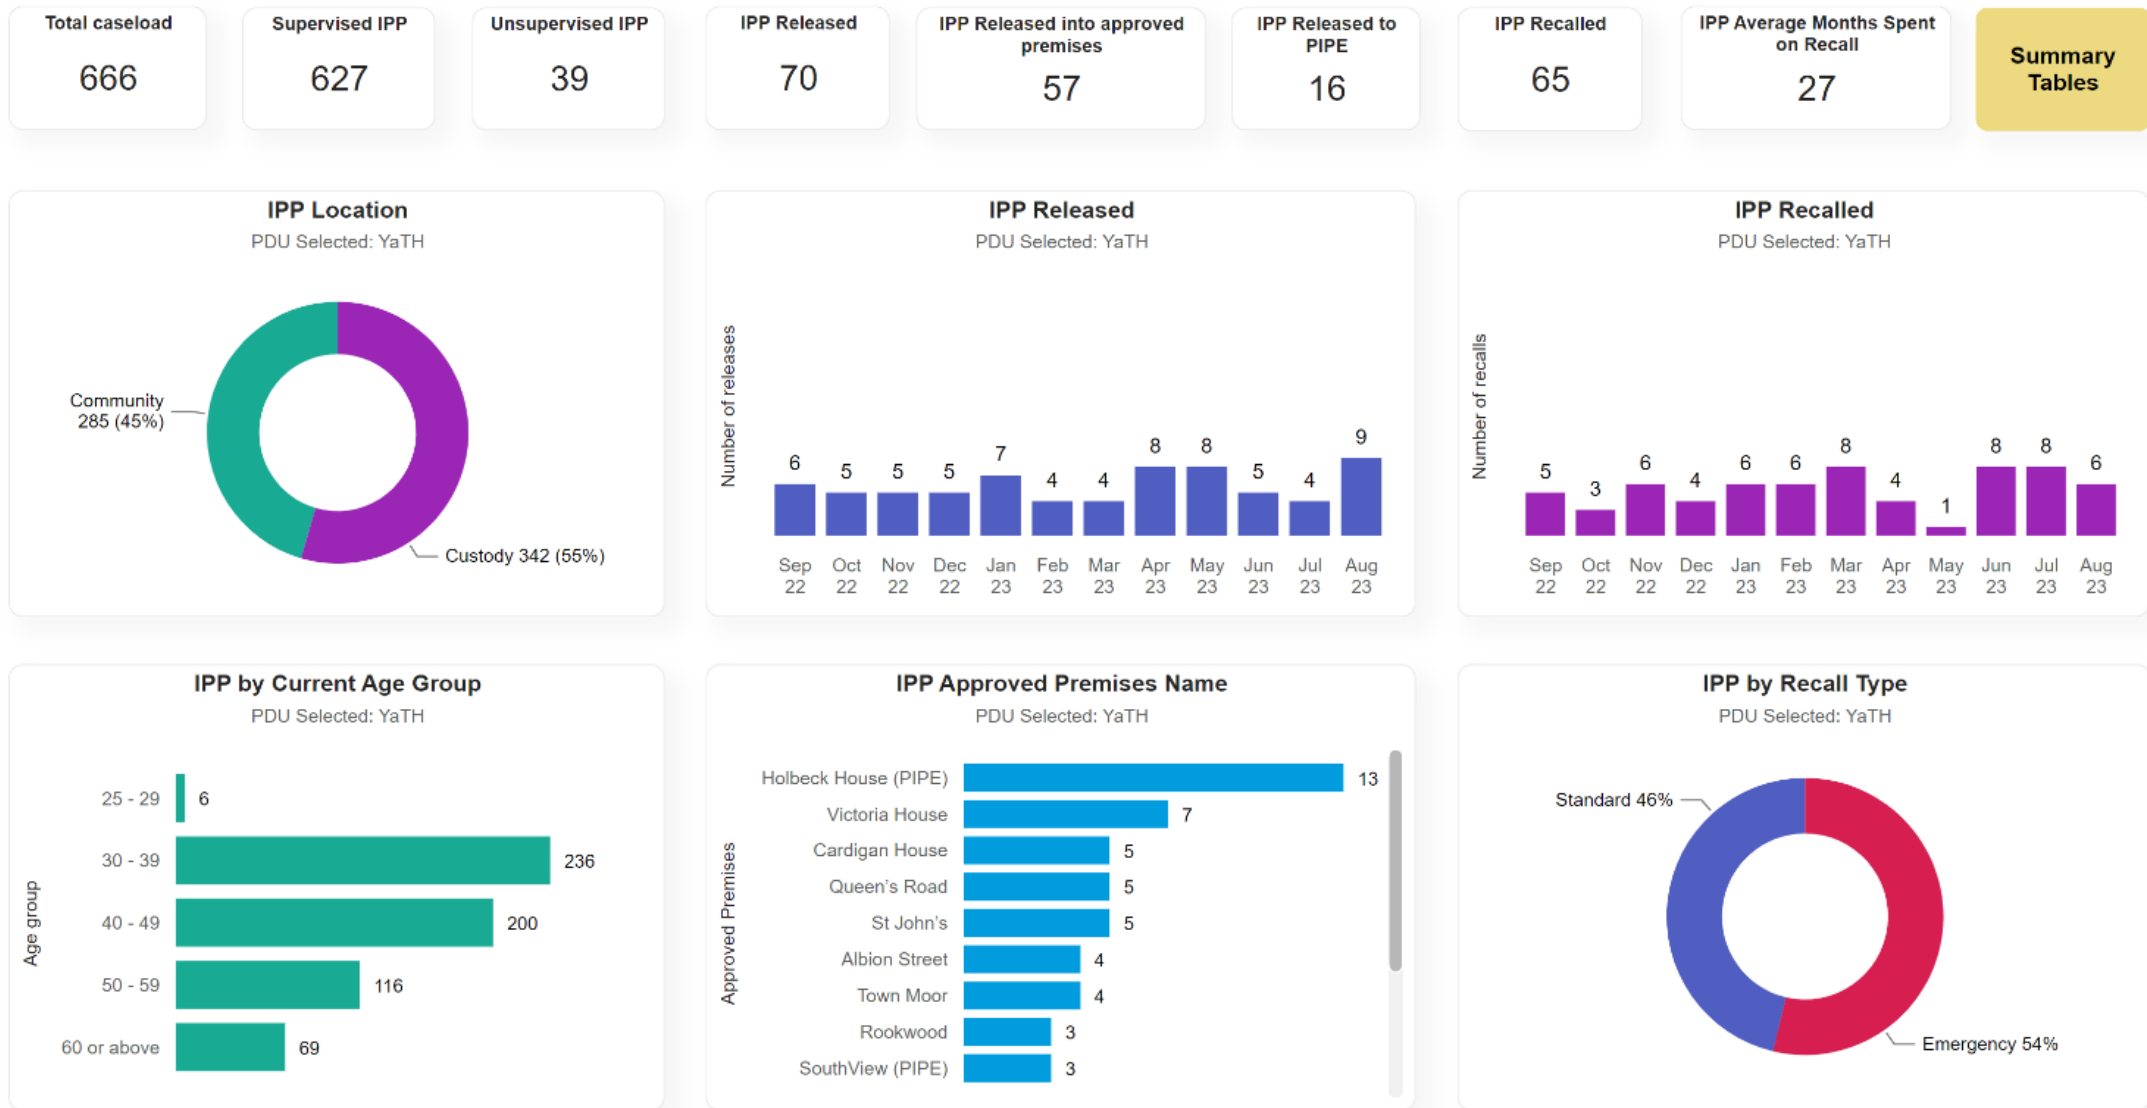 Total caseload
666
Supervised IPP
627
Unsupervised IPP
39
IPP Released
70
IPP Released into approved
premises
57
IPP Released to
PIPE
16
IPP Recalled
65
IPP Average Months Spent
on Recall
27
Summary
Tables
IPP Location
PDU Selected: YaTH
Community
285 (45%)
Custody 342 (55%)
IPP Released
PDU Selected: YaTH
Number of releases
6 5 5 5 7 4 4 8 8 5 4 9
Sep Oct Nov Dec Jan Feb Mar Apr May Jun Jul Aug
22 22 22 22 23 23 23 23 23 23 23 23
IPP Recalled
PDU Selected: YaTH
Number of recalls
5 3 6 4 6 6 8 4 1 8 8 6
Sep Oct Nov Dec Jan Feb Mar Apr May Jun Jul Aug
22 22 22 22 23 23 23 23 23 23 23 23
IPP by Current Age Group
PDU Selected: YaTH
Age group
25 - 29 6
30 - 39 236
40 - 49 200
50 - 59 116
60 or above 69
IPP Approved Premises Name
PDU Selected: YaTH
Approved Premises
Holbeck House (PIPE) 13
Victoria House 7
Cardigan House 5
Queen’s Road 5
St John’s 5
Albion Street 4
Town Moor 4
Rookwood 3
SouthView (PIPE) 3
IPP by Recall Type
PDU Selected: YaTH
Standard 46%
Emergency 54%